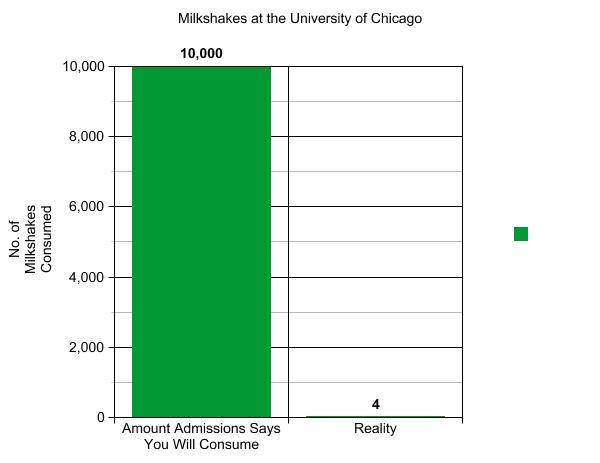 Milkshakes at the University of Chicago
10,000
10,000
8,000
6,000
4,000
2,000
0
No. of
Milkshakes
Consumed
4
Amount Admissions Says
You Will Consume
Reality